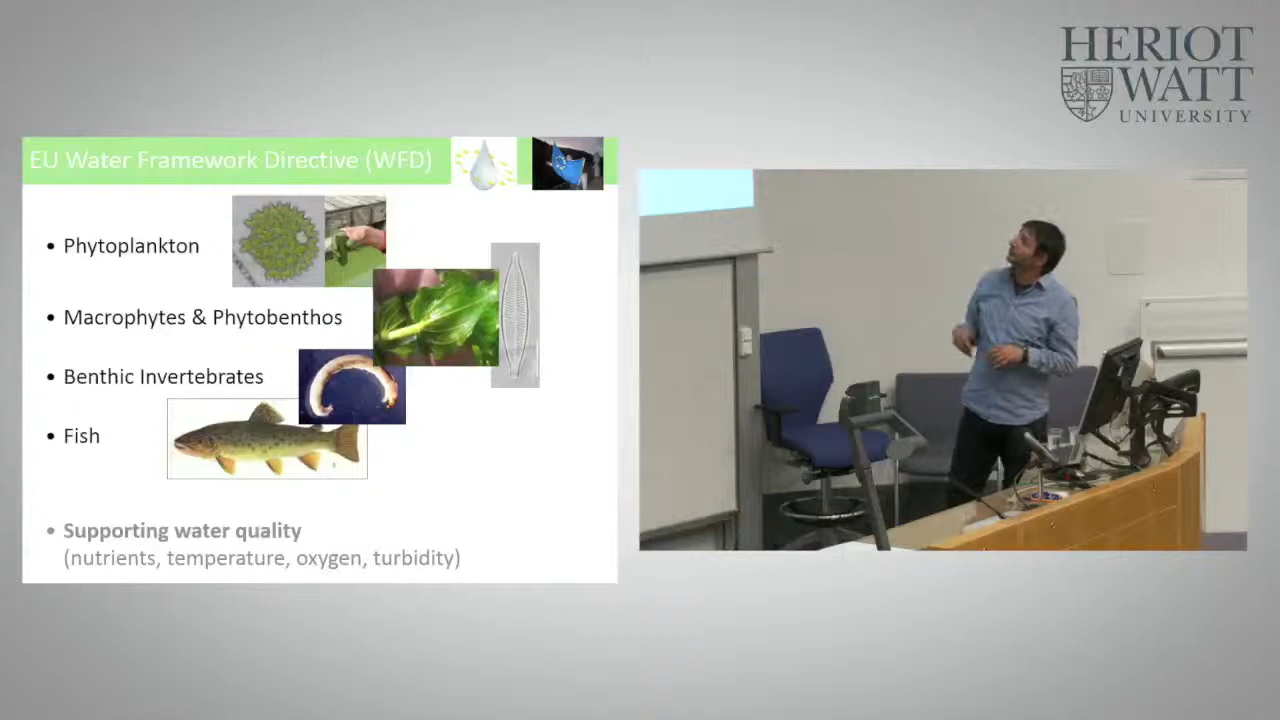 HERIOT
WATT
UNIVERSITY
EU Water Framework Directive (WFD)
• Phytoplankton
• Macrophytes & Phytobenthos
• Benthic Invertebrates
• Fish
• Supporting water quality
(nutrients, temperature, oxygen, turbidity)